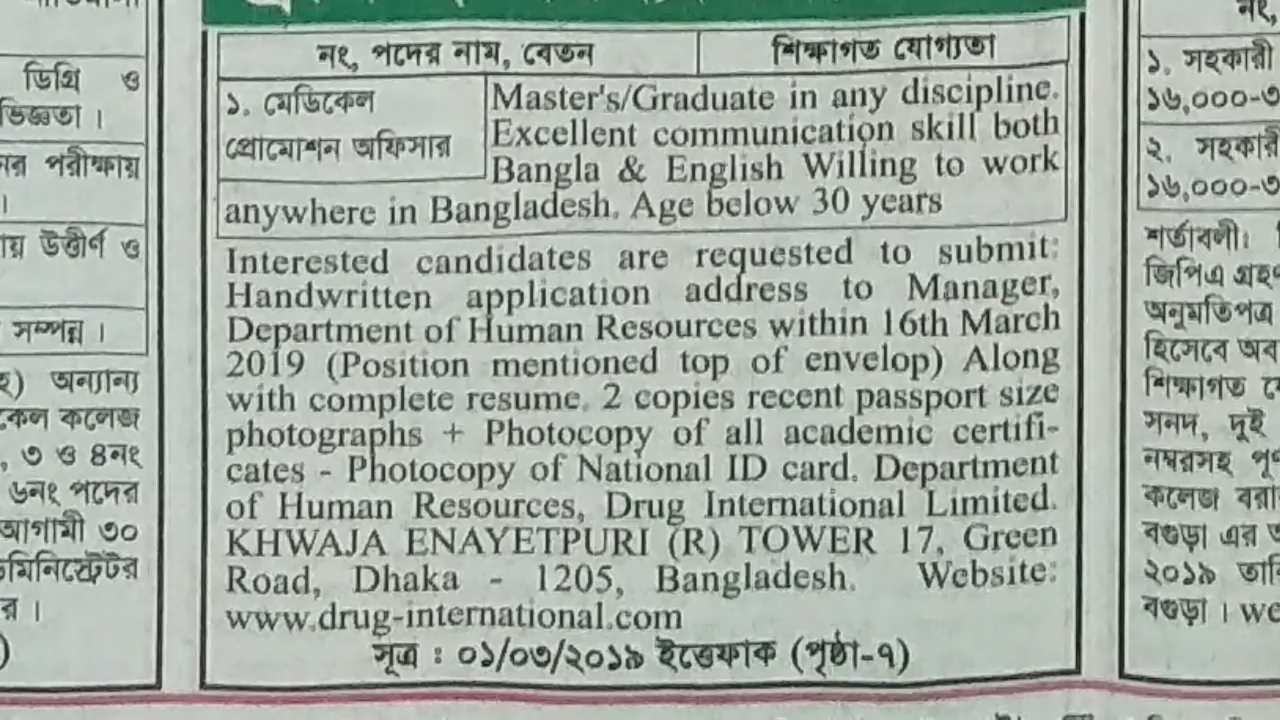 নং, পদের নাম, বেতন
শিক্ষাগত যোগ্যতা
১. মেডিকেল
প্রোমোশন অফিসার
Master's/Graduate in any discipline.
Excellent communication skill both
Bangla & English Willing to work
anywhere in Bangladesh. Age below 30 years
Interested candidates are requested to submit:
Handwritten application address to Manager,
Department of Human Resources within 16th March
2019 (Position mentioned top of envelop) Along
with complete resume. 2 copies recent passport size
photographs + Photocopy of all academic certifi-
cates - Photocopy of National ID card. Department
of Human Resources, Drug International Limited.
KHWAJA ENAYETPURI (R) TOWER 17, Green
Road, Dhaka - 1205, Bangladesh. Website:
www.drug-international.com
সূত্র : ০১/০৩/২০১৯ ইত্তেফাক (পৃষ্ঠা-৭)
ডিগ্রি ও
পরীক্ষায়
উত্তীর্ণ ও
সম্পন্ন।
অন্যান্য
কলেজ
, ৩ ও ৪নং
৬নং পদের
আগামী ৩০
নং,
১. সহকারী
১৬,০০০-৩
২. সহকারী
১৬,০০০-৩
শর্তাবলী:
জিপিএ গ্রহণ
অনুমতিপত্র
হিসেবে
শিক্ষাগত
সনদ, দুই
নম্বরসহ
কলেজ
বগুড়া এর
২০১৯
বগুড়া। we